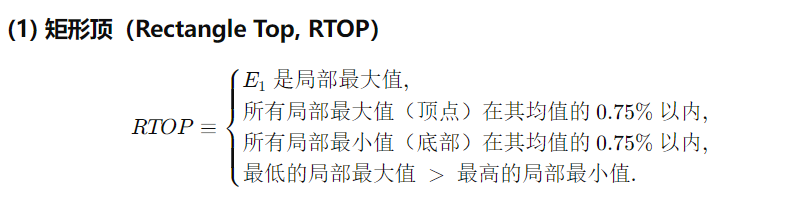 (1) 矩形顶（Rectangle Top, RTOP）
E₁ 是局部最大值,
所有局部最大值（顶点）在其均值的 0.75% 以内,
RTOP ≡
所有局部最小值（底部）在其均值的 0.75% 以内,
最低的局部最大值 > 最高的局部最小值.